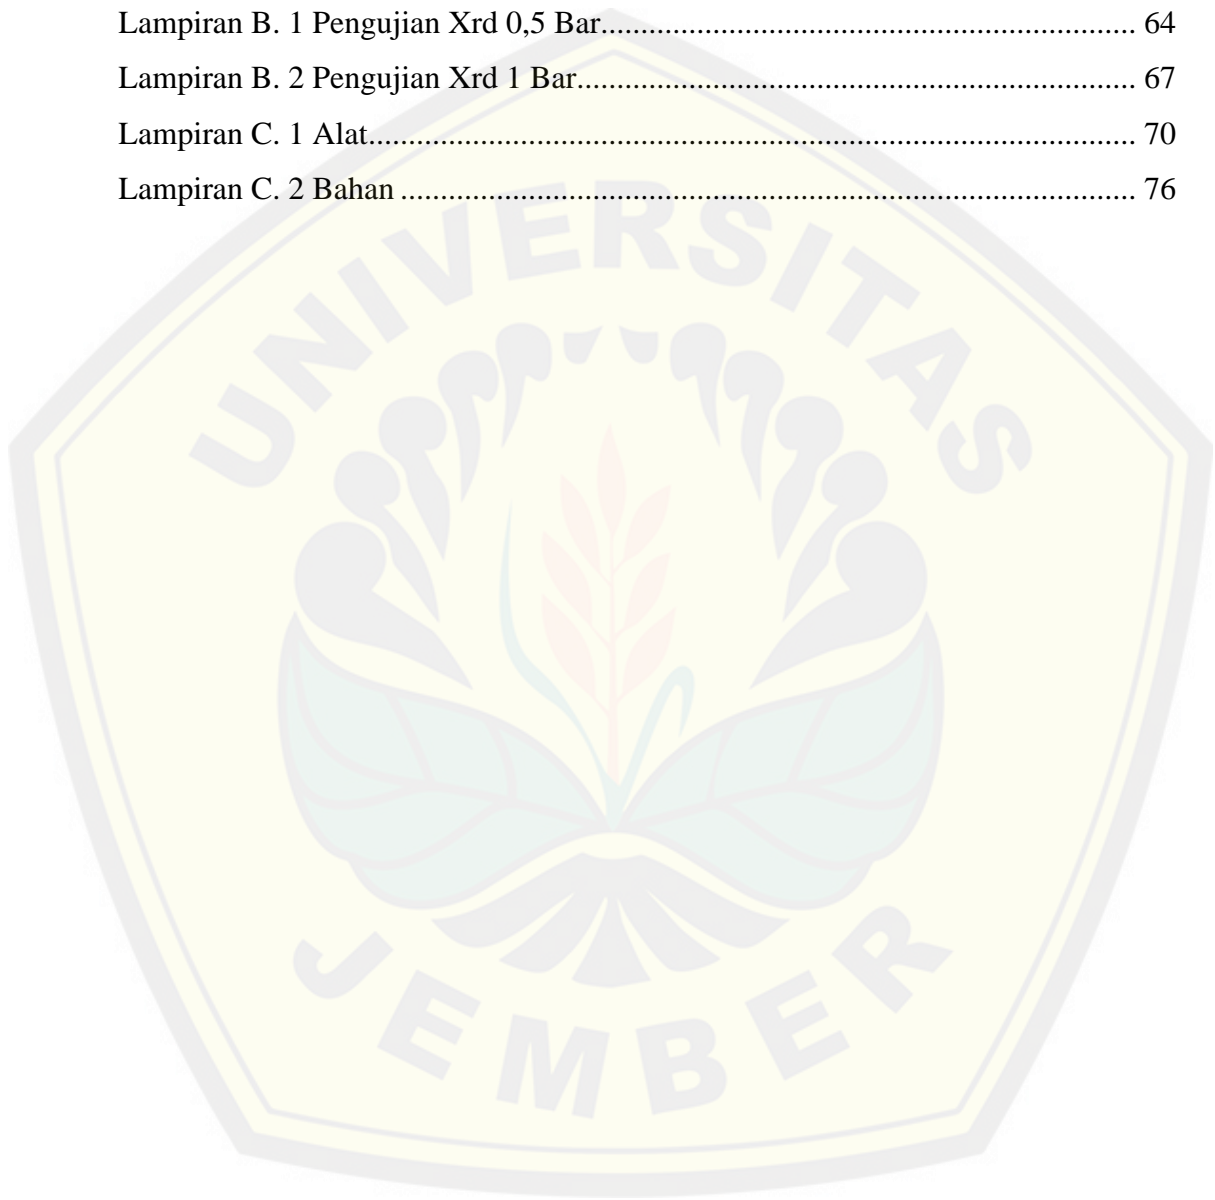 Lampiran B. 1 Pengujian Xrd 0,5 Bar.................................................................... 64
Lampiran B. 2 Pengujian Xrd 1 Bar....................................................................... 67
Lampiran C. 1 Alat................................................................................................. 70
Lampiran C. 2 Bahan ............................................................................................. 76
UNIVERSITAS
JEMBER